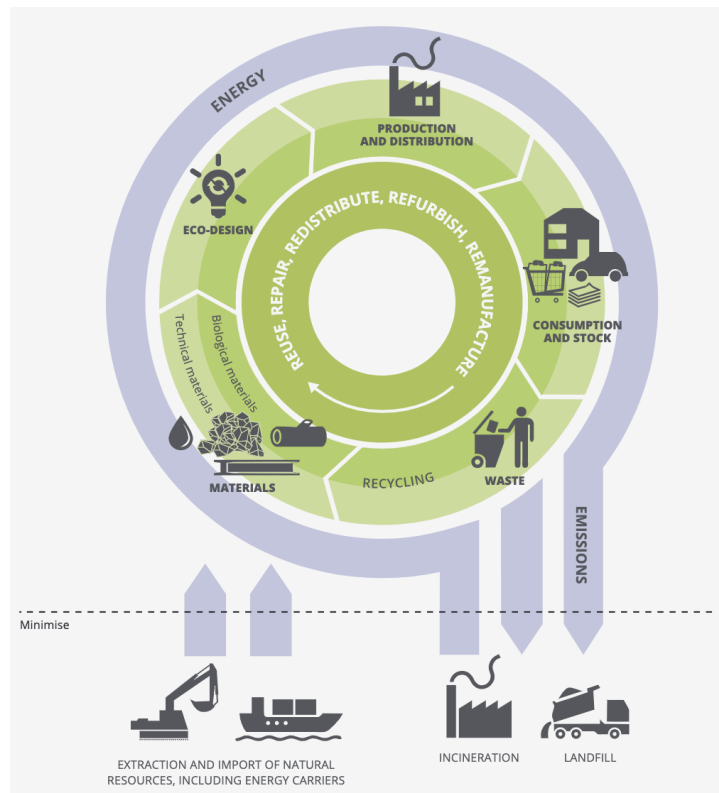 ENERGY
PRODUCTION
AND DISTRIBUTION
ECO-DESIGN
REUSE, REPAIR, REDISTRIBUTE, REFURBISH, REMANUFACTURE
CONSUMPTION
AND STOCK
Technical materials
Biological materials
MATERIALS
RECYCLING
WASTE
EMISSIONS
Minimise
EXTRACTION AND IMPORT OF NATURAL
RESOURCES, INCLUDING ENERGY CARRIERS
INCINERATION
LANDFILL